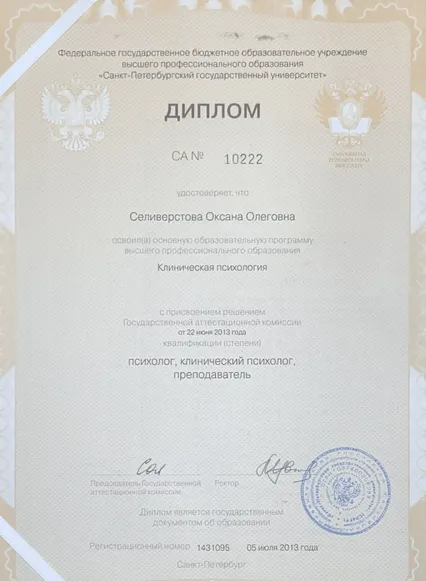 Федеральное государственное бюджетное образовательное учреждение
высшего профессионального образования
«Санкт-Петербургский государственный университет»
ДИПЛОМ
СА № 10222
удостоверяет, что
Селиверстова Оксана Олеговна
освоил(а) основную образовательную программу
высшего профессионального образования
Клиническая психология
с присвоением решением
Государственной аттестационной комиссии
от 22 июня 2013 года
квалификации (степени)
психолог, клинический психолог,
преподаватель
Председатель Государственной
аттестационной комиссии
Ректор
Диплом является государственным
документом об образовании
Регистрационный номер 1431095 05 июля 2013 года
Санкт-Петербург